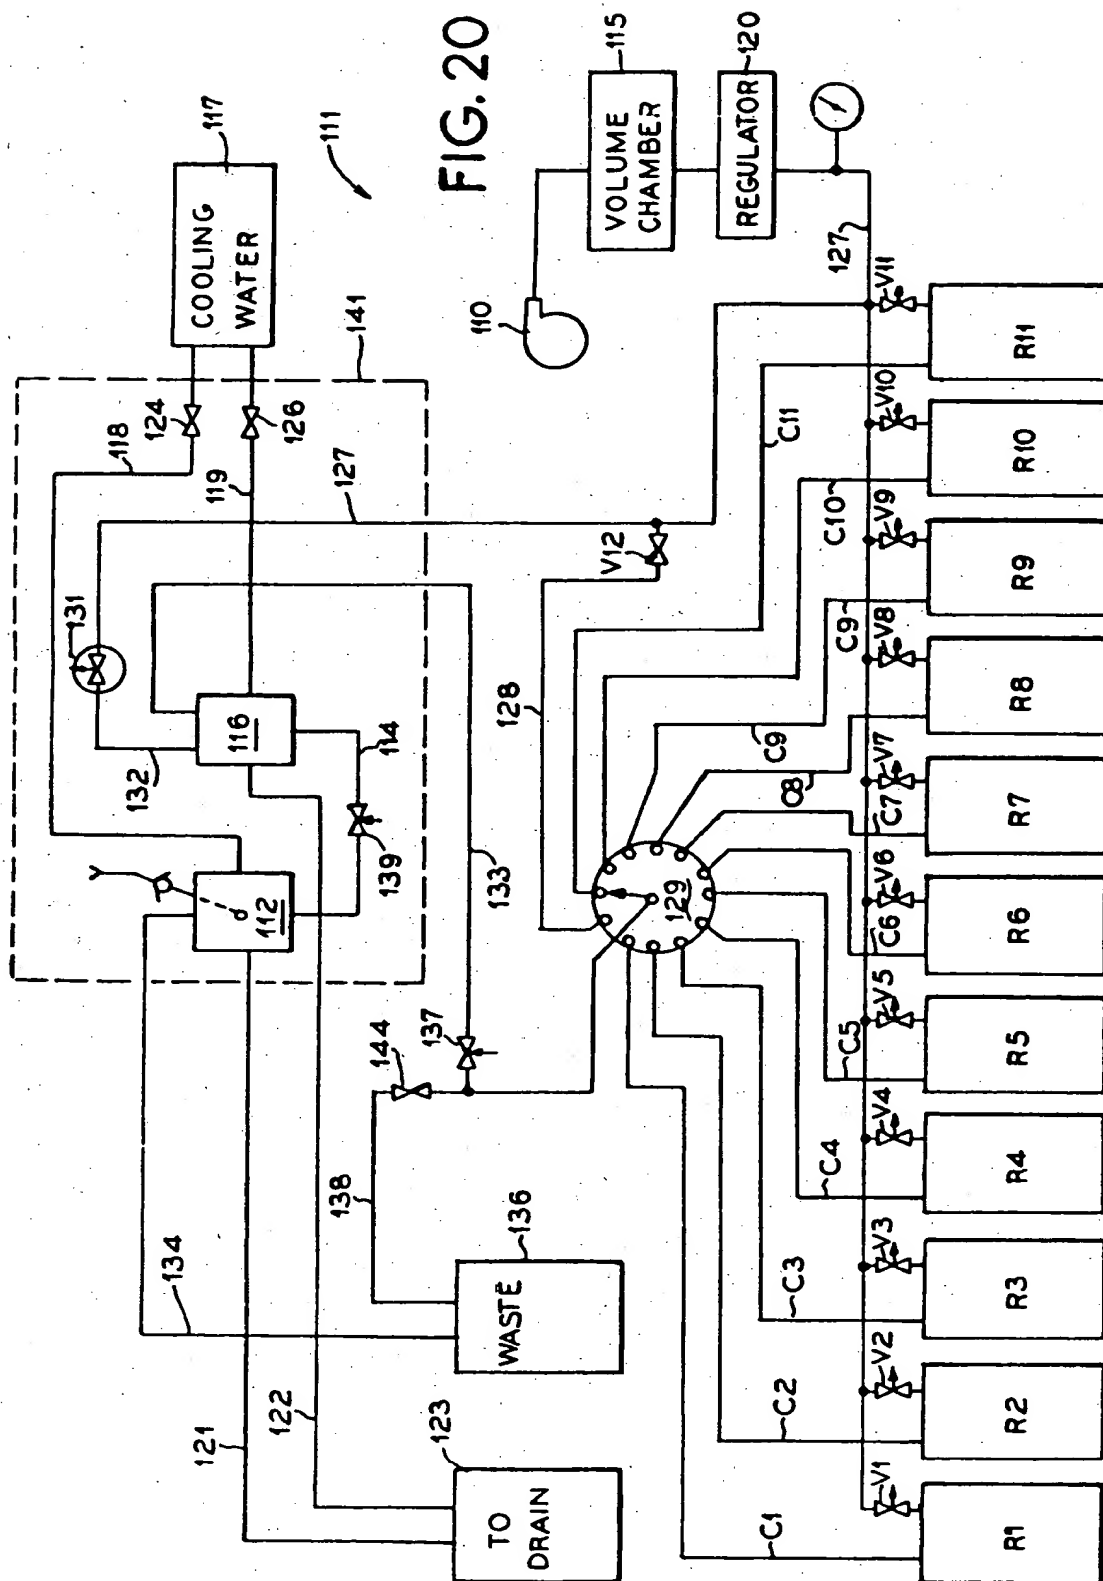 FIG. 20
111
117
COOLING
WATER
141
124
126
118
119
127
131
132
116
114
139
112
133
134
121
122
137
144
138
136
WASTE
123
TO
DRAIN
110
115
VOLUME
CHAMBER
120
REGULATOR
127
128
V12
129
C1
C2
C3
C4
C5
C6
C7
C8
C9
C9
C10
C11
V1
V2
V3
V4
V5
V6
V7
V8
V9
V10
V11
R1
R2
R3
R4
R5
R6
R7
R8
R9
R10
R11